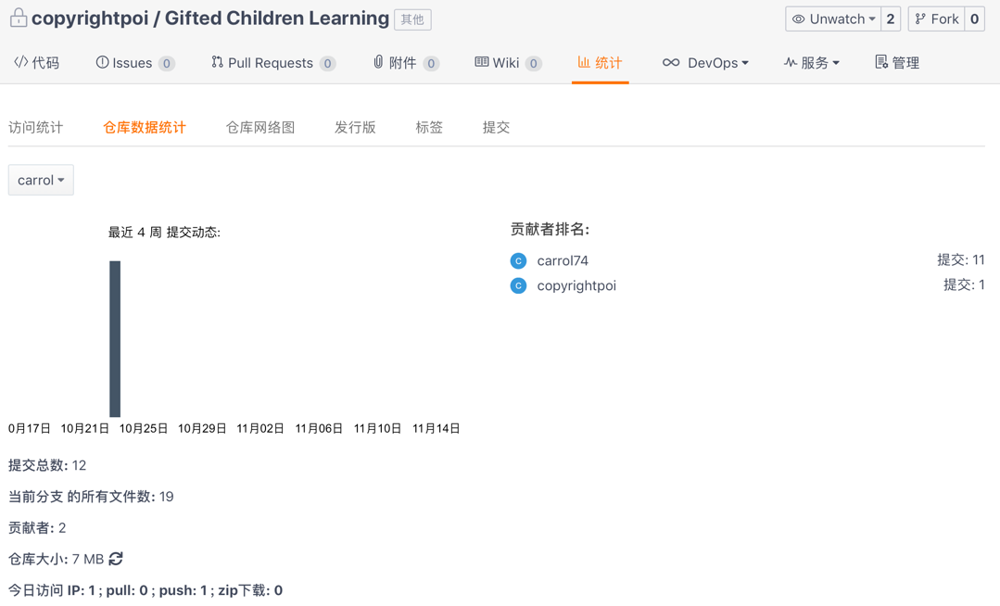 copyrightpoi / Gifted Children Learning 其他 Unwatch 2 Fork 0
代码 Issues 0 Pull Requests 0 附件 0 Wiki 0 统计 DevOps 服务 管理
访问统计 仓库数据统计 仓库网络图 发行版 标签 提交
carrol
最近 4 周 提交动态:
0月17日 10月21日 10月25日 10月29日 11月02日 11月06日 11月10日 11月14日
贡献者排名:
C carrol74 提交: 11
C copyrightpoi 提交: 1
提交总数: 12
当前分支 的所有文件数: 19
贡献者: 2
仓库大小: 7 MB
今日访问 IP: 1 ; pull: 0 ; push: 1 ; zip下载: 0